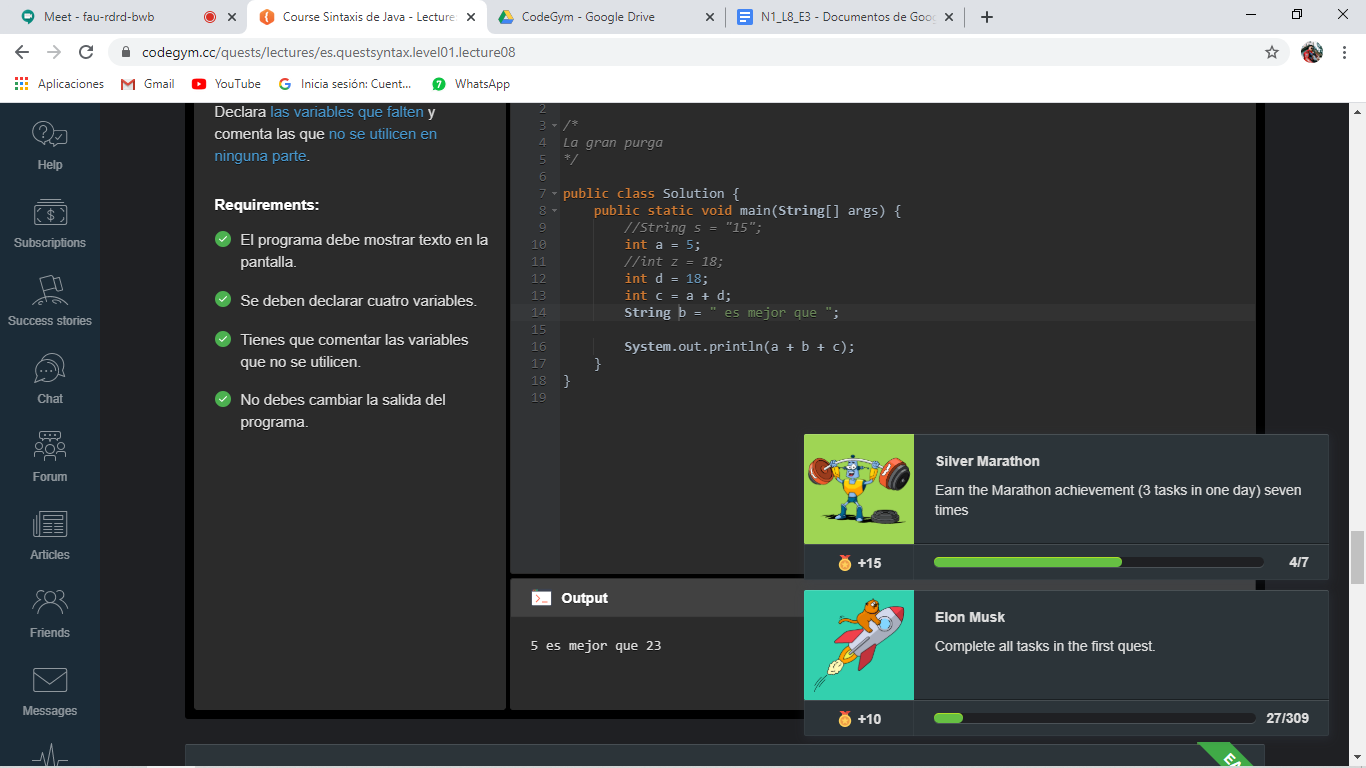 Meet - fau-rdrd-bwb
Course Sintaxis de Java - Lecture:
CodeGym - Google Drive
N1_L8_E3 - Documentos de Goog
codegym.cc/quests/lectures/es.questsyntax.level01.lecture08
Aplicaciones
Gmail
YouTube
Inicia sesión: Cuent...
7
WhatsApp
Help
Subscriptions
Success stories
Chat
Forum
Articles
Friends
Messages
Declara las variables que falten y
comenta las que no se utilicen en
ninguna parte.
Requirements:
El programa debe mostrar texto en la
pantalla.
Se deben declarar cuatro variables.
Tienes que comentar las variables
que no se utilicen.
No debes cambiar la salida del
programa.
2
3 /*
4 La gran purga
5 */
6
7 public class Solution {
8 public static void main(String[] args) {
9 //String s = "15";
10 int a = 5;
11 //int z = 18;
12 int d = 18;
13 int c = a + d;
14 String b = " es mejor que ";
15
16 System.out.println(a + b + c);
17 }
18 }
19
Output
5 es mejor que 23
Silver Marathon
Earn the Marathon achievement (3 tasks in one day) seven
times
+15
4/7
Elon Musk
Complete all tasks in the first quest.
+10
27/309